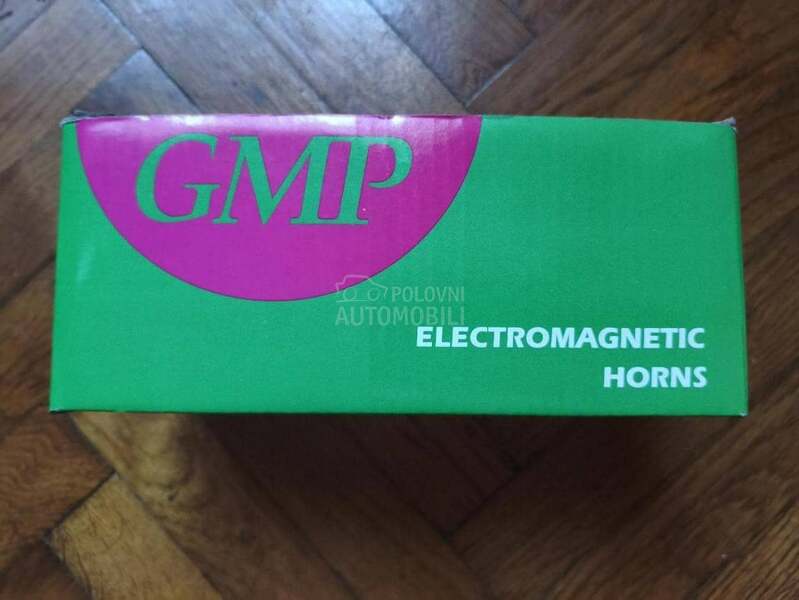 GMP
POLOVNI
AUTOMOBILI
ELECTROMAGNETIC
HORNS